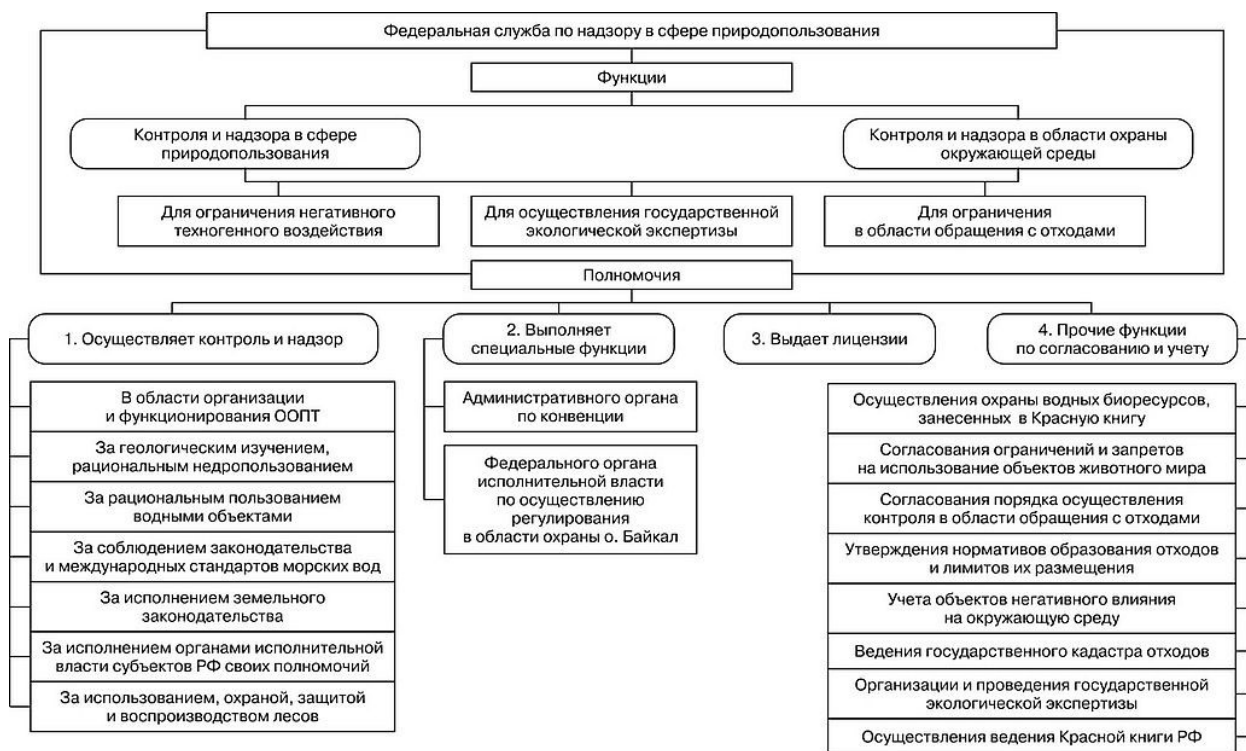 Федеральная служба по надзору в сфере природопользования
Функции
Контроля и надзора в сфере
природопользования
Контроля и надзора в области охраны
окружающей среды
Для ограничения негативного
техногенного воздействия
Для осуществления государственной
экологической экспертизы
Для ограничения
в области обращения с отходами
Полномочия
1. Осуществляет контроль и надзор
2. Выполняет
специальные функции
3. Выдает лицензии
4. Прочие функции
по согласованию и учету
В области организации
и функционирования ООПТ
За геологическим изучением,
рациональным недропользованием
За рациональным пользованием
водными объектами
За соблюдением законодательства
и международных стандартов морских вод
За исполнением земельного
законодательства
За исполнением органами исполнительной
власти субъектов РФ своих полномочий
За использованием, охраной, защитой
и воспроизводством лесов
Административного органа
по конвенции
Федерального органа
исполнительной власти
по осуществлению
регулирования
в области охраны о. Байкал
Осуществления охраны водных биоресурсов,
занесенных в Красную книгу
Согласования ограничений и запретов
на использование объектов животного мира
Согласования порядка осуществления
контроля в области обращения с отходами
Утверждения нормативов образования отходов
и лимитов их размещения
Учета объектов негативного влияния
на окружающую среду
Ведения государственного кадастра отходов
Организации и проведения государственной
экологической экспертизы
Осуществления ведения Красной книги РФ